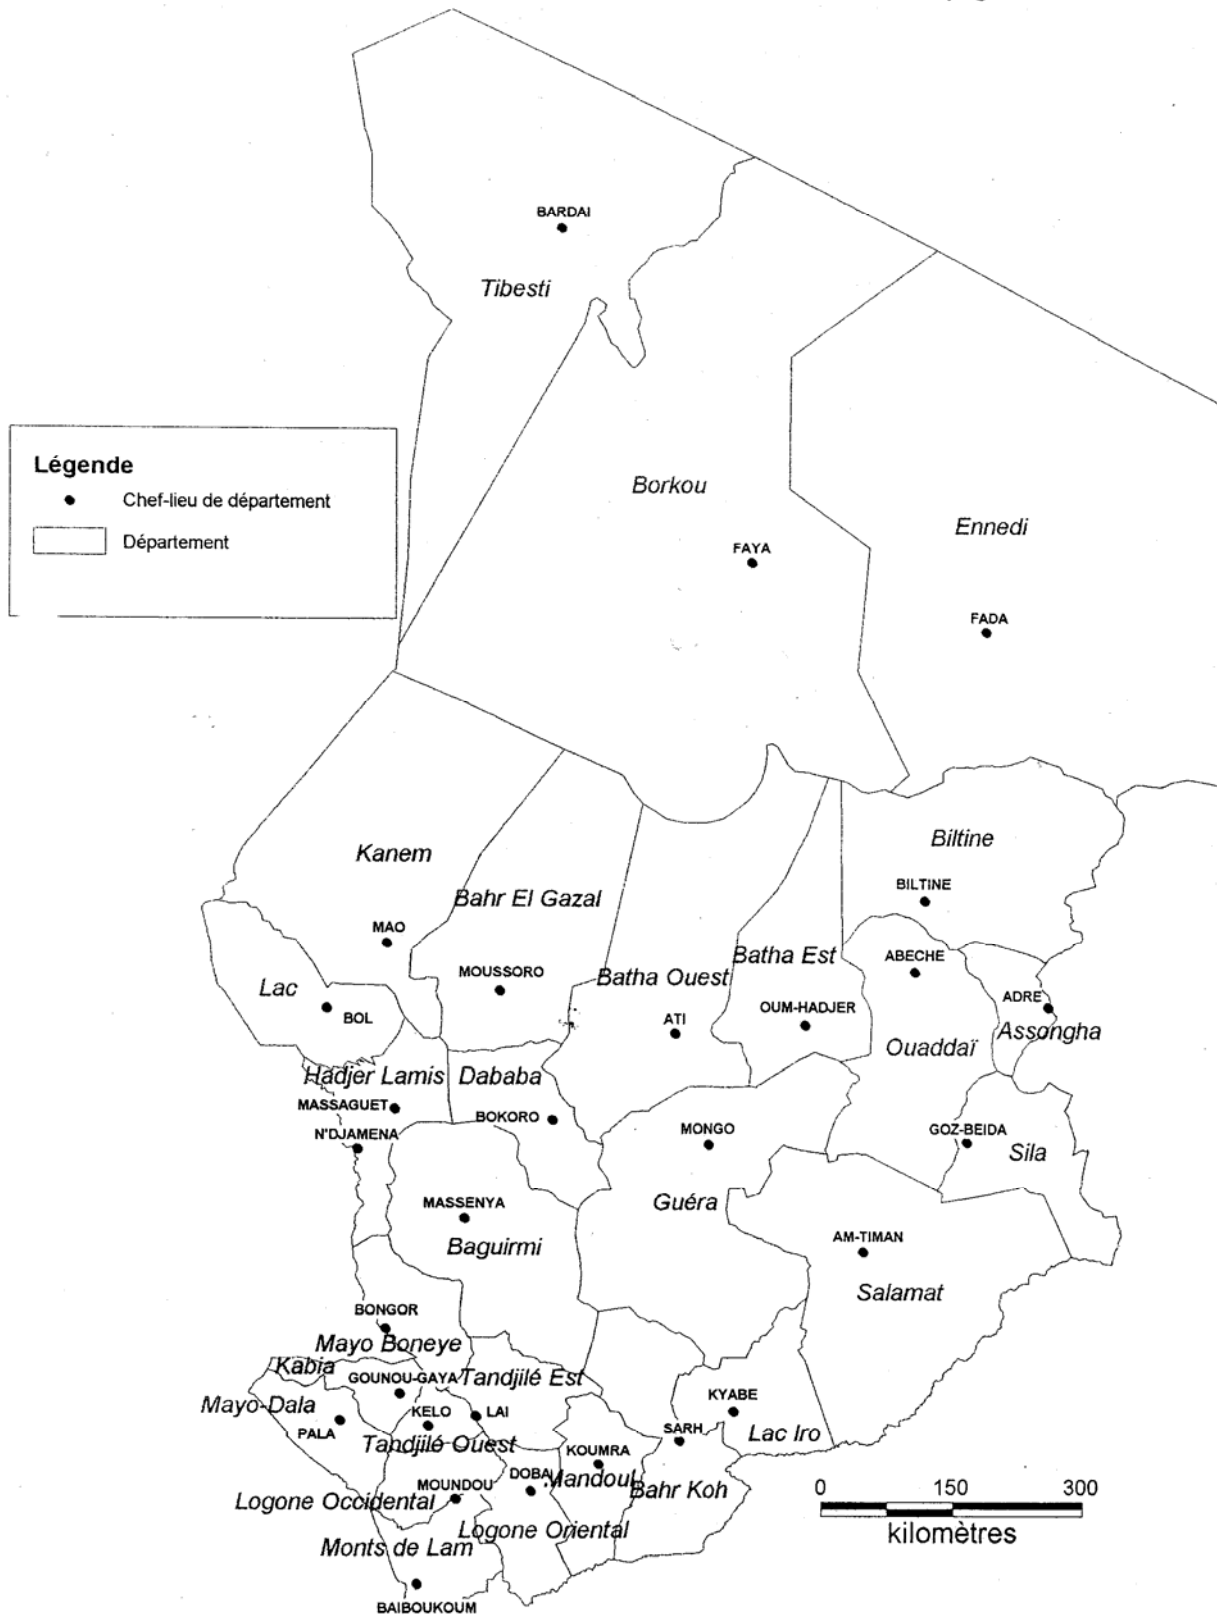 BARDAI
Tibesti
Légende
Chef-lieu de département
Département
Borkou
Ennedi
FAYA
FADA
Kanem
Biltine
BILTINE
Bahr El Gazal
MAO
Batha Est
ABECHE
MOUSSORO
Batha Ouest
Lac
BOL
ATI
OUM-HADJER
ADRE
Assongha
Ouaddaï
Hadjer Lamis
Dababa
MASSAGUET
BOKORO
N'DJAMENA
MONGO
GOZ-BEIDA
Sila
MASSENYA
Guéra
Baguirmi
AM-TIMAN
Salamat
BONGOR
Mayo Boneye
Kabia
GOUNOU-GAYA
Tandjilé Est
Mayo-Dala
KELO
LAI
KYABE
PALA
SARH
Lac Iro
Tandjilé Ouest
KOUMRA
MOUNDOU
DOBA
Mandoul
Bahr Koh
Logone Occidental
Logone Oriental
Monts de Lam
BAIBOUKOUM
0 150 300
kilomètres